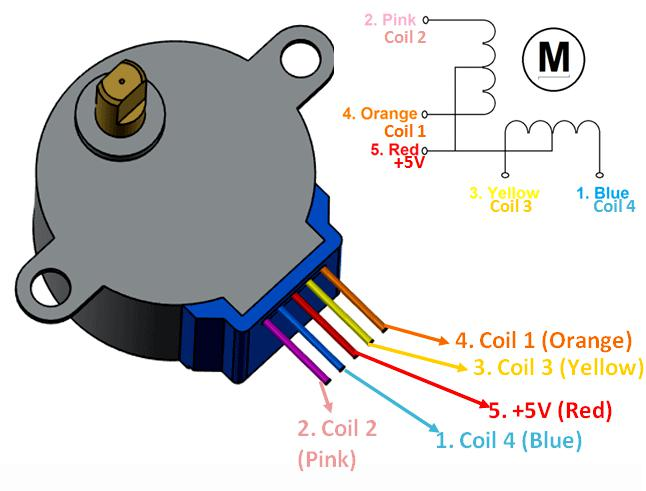 2. Pink
Coil 2
M
4. Orange
Coil 1
5. Red
+5V
3. Yellow
Coil 3
1. Blue
Coil 4
4. Coil 1 (Orange)
3. Coil 3 (Yellow)
5. +5V (Red)
1. Coil 4 (Blue)
2. Coil 2
(Pink)